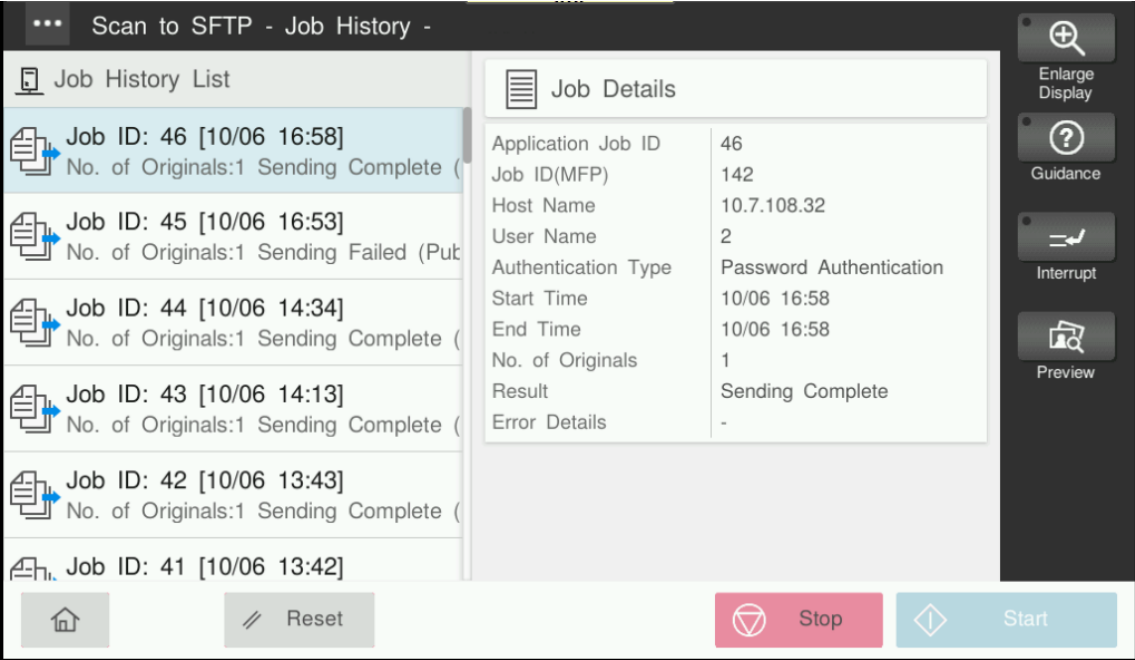 Scan to SFTP - Job History -
Job History List
Job ID: 46 [10/06 16:58]
No. of Originals:1 Sending Complete (
Job ID: 45 [10/06 16:53]
No. of Originals:1 Sending Failed (Pub
Job ID: 44 [10/06 14:34]
No. of Originals:1 Sending Complete (
Job ID: 43 [10/06 14:13]
No. of Originals:1 Sending Complete (
Job ID: 42 [10/06 13:43]
No. of Originals:1 Sending Complete (
Job ID: 41 [10/06 13:42]
Job Details
Application Job ID 46
Job ID(MFP) 142
Host Name 10.7.108.32
User Name 2
Authentication Type Password Authentication
Start Time 10/06 16:58
End Time 10/06 16:58
No. of Originals 1
Result Sending Complete
Error Details -
Enlarge
Display
Guidance
Interrupt
Preview
Reset
Stop
Start